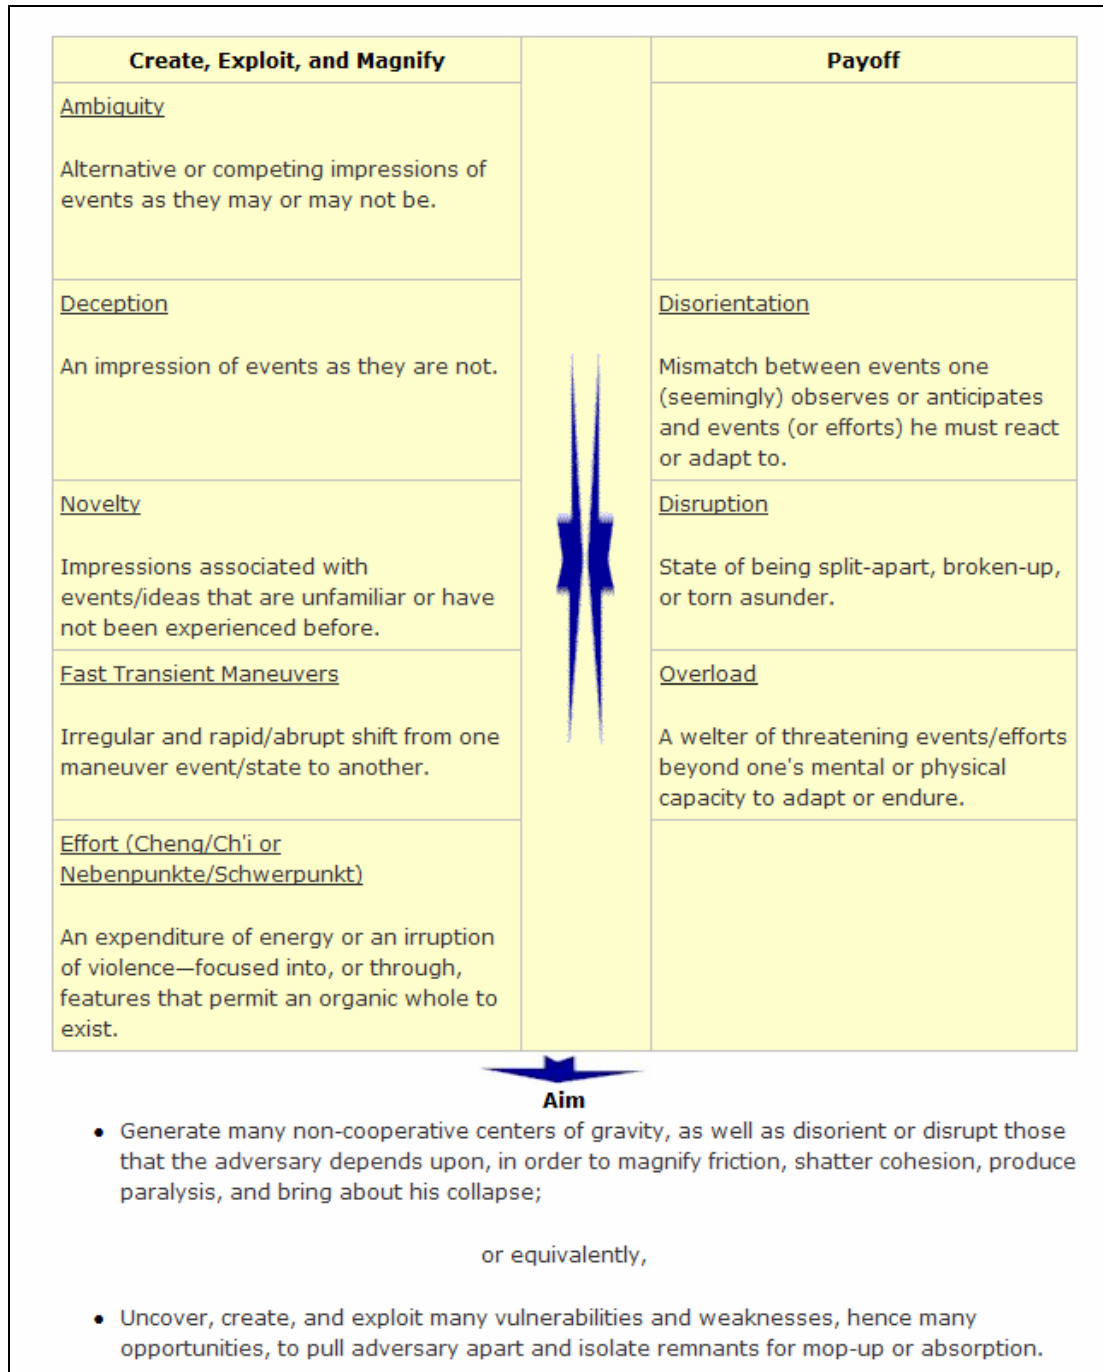 Create, Exploit, and Magnify
Payoff
Ambiguity
Alternative or competing impressions of
events as they may or may not be.
Deception
An impression of events as they are not.
Disorientation
Mismatch between events one
(seemingly) observes or anticipates
and events (or efforts) he must react
or adapt to.
Novelty
Impressions associated with
events/ideas that are unfamiliar or have
not been experienced before.
Disruption
State of being split-apart, broken-up,
or torn asunder.
Fast Transient Maneuvers
Irregular and rapid/abrupt shift from one
maneuver event/state to another.
Overload
A welter of threatening events/efforts
beyond one's mental or physical
capacity to adapt or endure.
Effort (Cheng/Ch'i or
Nebenpunkte/Schwerpunkt)
An expenditure of energy or an irruption
of violence—focused into, or through,
features that permit an organic whole to
exist.
Aim
• Generate many non-cooperative centers of gravity, as well as disorient or disrupt those
that the adversary depends upon, in order to magnify friction, shatter cohesion, produce
paralysis, and bring about his collapse;
or equivalently,
• Uncover, create, and exploit many vulnerabilities and weaknesses, hence many
opportunities, to pull adversary apart and isolate remnants for mop-up or absorption.